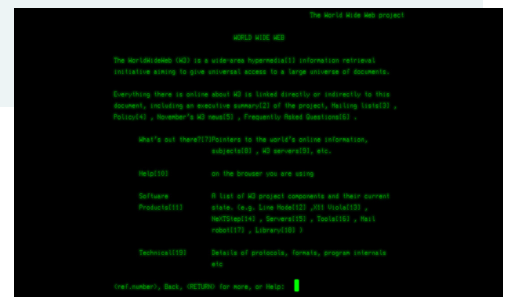 The World Wide Web project
WORLD WIDE WEB
The WorldWideWeb (W3) is a wide-area hypermedia[1] information retrieval
initiative aiming to give universal access to a large universe of documents.
Everything there is online about W3 is linked directly or indirectly to this
document, including an executive summary[2] of the project, Mailing lists[3] ,
Policy[4] , November's W3 news[5] , Frequently Asked Questions[6] .
What's out there?[7]Pointers to the world's online information,
subjects[8] , W3 servers[9], etc.
Help[10] on the browser you are using
Software A list of W3 project components and their current
Products[11] state. (e.g. Line Mode[12] ,X11 Viola[13] ,
NeXTStep[14] , Servers[15] , Tools[16] , Mail
robot[17] , Library[18] )
Technical[19] Details of protocols, formats, program internals
etc
<ref.number>, Back, <RETURN> for more, or Help: